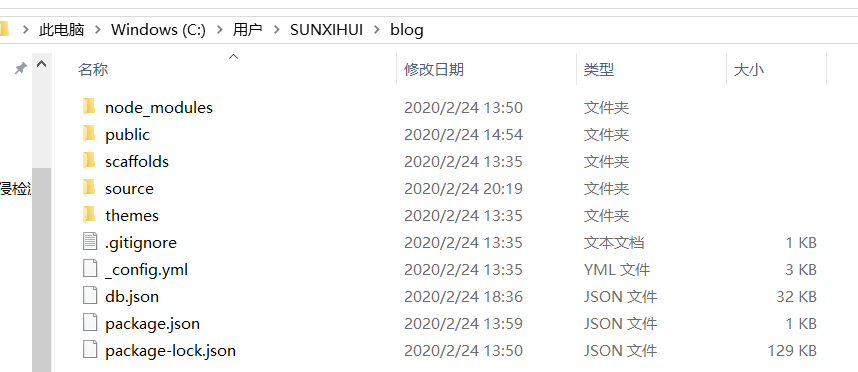 此电脑 > Windows (C:) > 用户 > SUNXIHUI > blog
名称 修改日期 类型 大小
node_modules 2020/2/24 13:50 文件夹
public 2020/2/24 14:54 文件夹
scaffolds 2020/2/24 13:35 文件夹
source 2020/2/24 20:19 文件夹
themes 2020/2/24 13:35 文件夹
.gitignore 2020/2/24 13:35 文本文档 1 KB
_config.yml 2020/2/24 13:35 YML 文件 3 KB
db.json 2020/2/24 18:36 JSON 文件 32 KB
package.json 2020/2/24 13:59 JSON 文件 1 KB
package-lock.json 2020/2/24 13:50 JSON 文件 129 KB